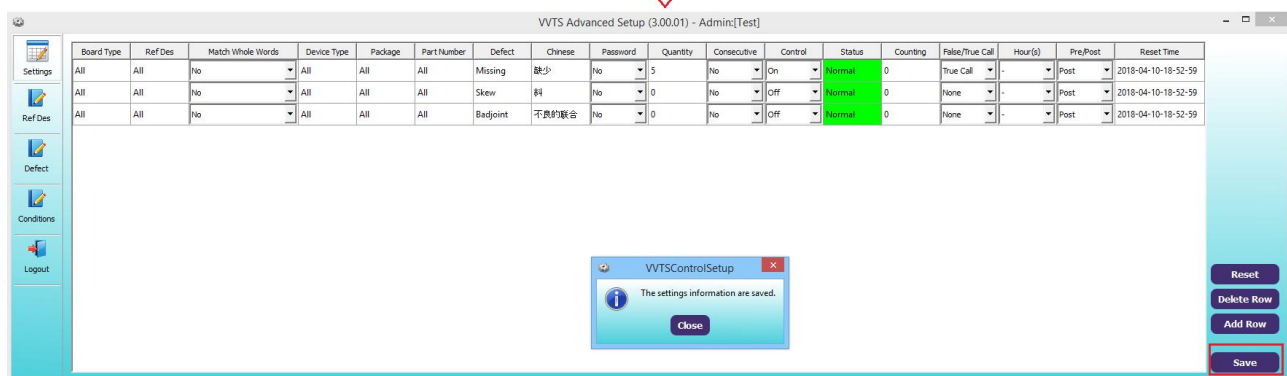 VVTS Advanced Setup (3.00.01) - Admin:[Test]
Settings
Ref Des
Defect
Conditions
Logout
Board Type Ref Des Match Whole Words Device Type Package Part Number Defect Chinese Password Quantity Consecutive Control Status Counting False/True Call Hour(s) Pre/Post Reset Time
All All No All All All Missing 缺少 No 5 No On Normal 0 True Call - Post 2018-04-10-18-52-59
All All No All All All Skew 斜 No 0 No Off Normal 0 None - Post 2018-04-10-18-52-59
All All No All All All Badjoint 不良的联合 No 0 No Off Normal 0 None - Post 2018-04-10-18-52-59
VVTSControlSetup
The settings information are saved.
Close
Reset
Delete Row
Add Row
Save